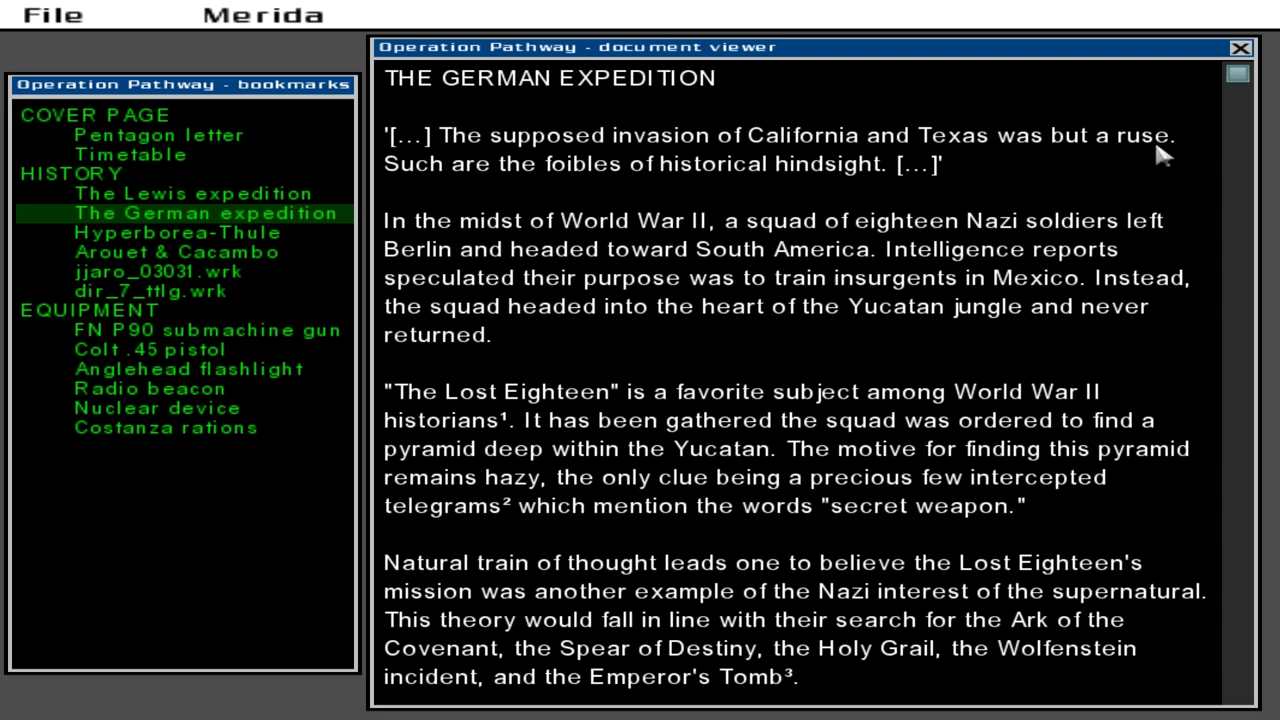 File Merida
Operation Pathway - bookmarks
COVER PAGE
Pentagon letter
Timetable
HISTORY
The Lewis expedition
The German expedition
Hyperborea-Thule
Arouet & Cacambo
jjaro_03031.wrk
dir_7_ttlg.wrk
EQUIPMENT
FN P90 submachine gun
Colt .45 pistol
Anglehead flashlight
Radio beacon
Nuclear device
Costanza rations
Operation Pathway - document viewer
THE GERMAN EXPEDITION
'[...] The supposed invasion of California and Texas was but a ruse.
Such are the foibles of historical hindsight. [...]'
In the midst of World War II, a squad of eighteen Nazi soldiers left
Berlin and headed toward South America. Intelligence reports
speculated their purpose was to train insurgents in Mexico. Instead,
the squad headed into the heart of the Yucatan jungle and never
returned.
"The Lost Eighteen" is a favorite subject among World War II
historians¹. It has been gathered the squad was ordered to find a
pyramid deep within the Yucatan. The motive for finding this pyramid
remains hazy, the only clue being a precious few intercepted
telegrams² which mention the words "secret weapon."
Natural train of thought leads one to believe the Lost Eighteen's
mission was another example of the Nazi interest of the supernatural.
This theory would fall in line with their search for the Ark of the
Covenant, the Spear of Destiny, the Holy Grail, the Wolfenstein
incident, and the Emperor's Tomb³.